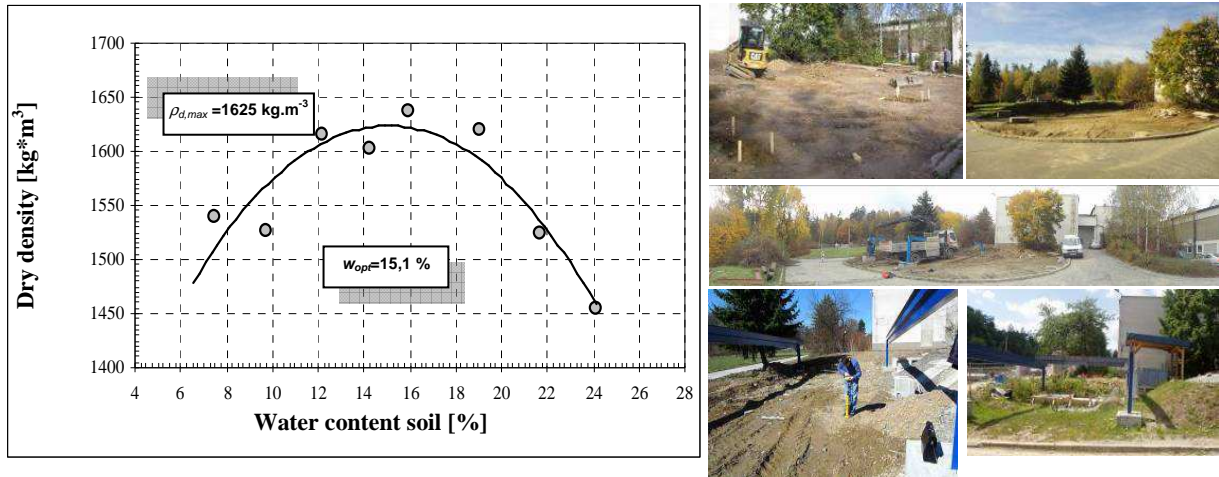 1700
1650
1600
1550
1500
1450
1400
Dry density [kg*m3]
ρd,max =1625 kg.m-3
wopt=15,1 %
4 6 8 10 12 14 16 18 20 22 24 26 28
Water content soil [%]